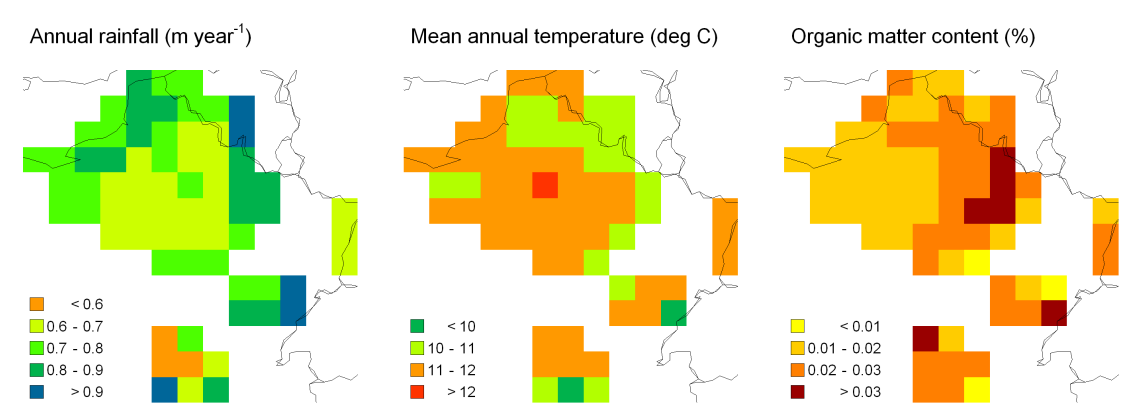 Annual rainfall (m year⁻¹)
< 0.6
0.6 - 0.7
0.7 - 0.8
0.8 - 0.9
> 0.9
Mean annual temperature (deg C)
< 10
10 - 11
11 - 12
> 12
Organic matter content (%)
< 0.01
0.01 - 0.02
0.02 - 0.03
> 0.03